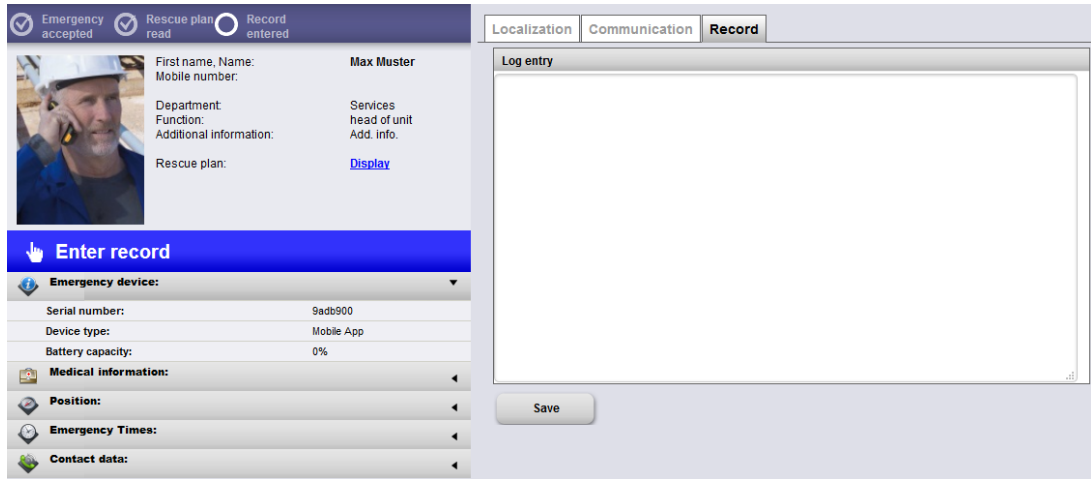 Emergency accepted
Rescue plan read
Record entered
First name, Name: Max Muster
Mobile number:
Department: Services
Function: head of unit
Additional information: Add. info.
Rescue plan: Display
Enter record
Emergency device:
Serial number: 9adb900
Device type: Mobile App
Battery capacity: 0%
Medical information:
Position:
Emergency Times:
Contact data:
Localization Communication Record
Log entry
Save